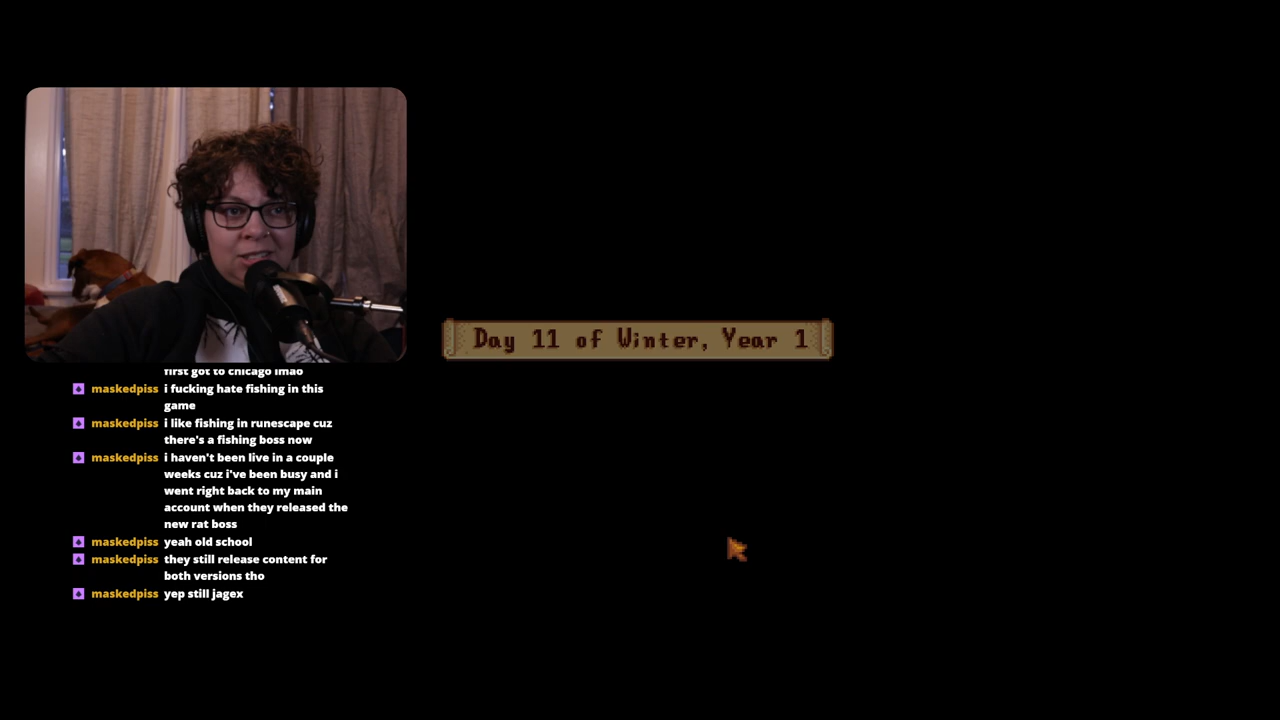 Day 11 of Winter, Year 1
first got to chicago lmao
maskedpiss i fucking hate fishing in this
game
maskedpiss i like fishing in runescape cuz
there's a fishing boss now
maskedpiss i haven't been live in a couple
weeks cuz i've been busy and i
went right back to my main
account when they released the
new rat boss
maskedpiss yeah old school
maskedpiss they still release content for
both versions tho
maskedpiss yep still jagex